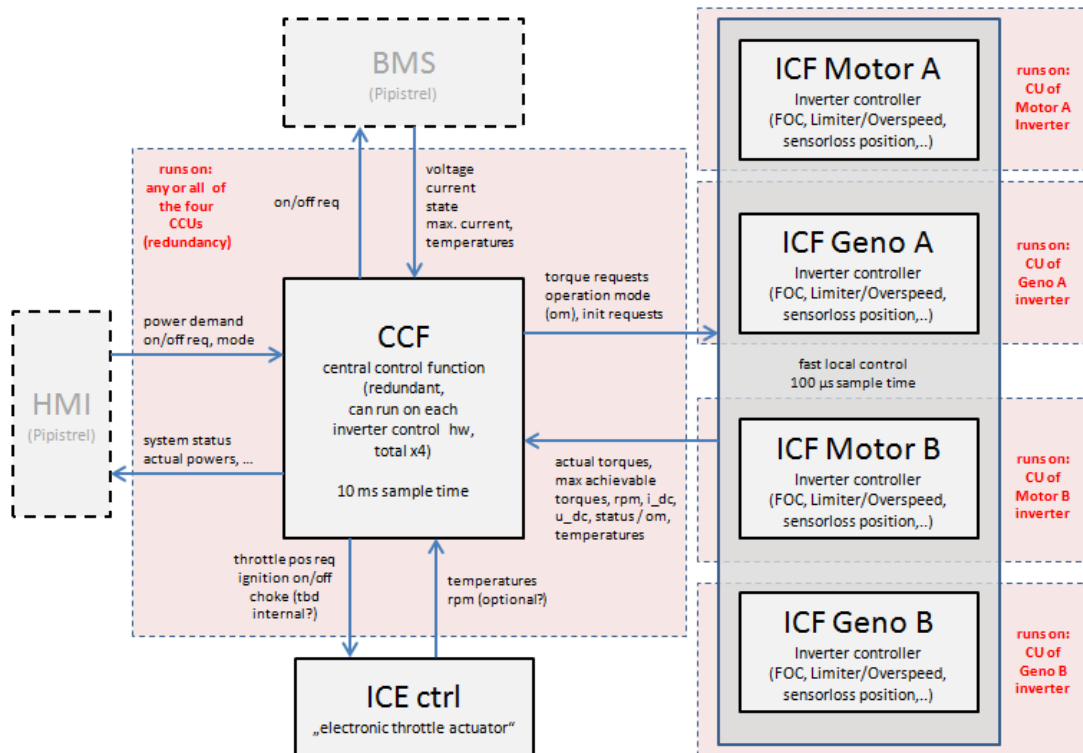 BMS
(Pipistrel)
runs on:
any or all of
the four
CCUs
(redundancy)
on/off req
voltage
current
state
max. current,
temperatures
HMI
(Pipistrel)
power demand
on/off req, mode
system status
actual powers, ...
CCF
central control function
(redundant,
can run on each
inverter control hw,
total x4)
10 ms sample time
torque requests
operation mode
(om), init requests
actual torques,
max achievable
torques, rpm, i_dc,
u_dc, status / om,
temperatures
throttle pos req
ignition on/off
choke (tbd
internal?)
temperatures
rpm (optional?)
ICE ctrl
„electronic throttle actuator“
ICF Motor A
Inverter controller
(FOC, Limiter/Overspeed,
sensorloss position,..)
runs on:
CU of
Motor A
Inverter
ICF Geno A
Inverter controller
(FOC, Limiter/Overspeed,
sensorloss position,..)
runs on:
CU of
Geno A
inverter
fast local control
100 µs sample time
ICF Motor B
Inverter controller
(FOC, Limiter/Overspeed,
sensorloss position,..)
runs on:
CU of
Motor B
inverter
ICF Geno B
Inverter controller
(FOC, Limiter/Overspeed,
sensorloss position,..)
runs on:
CU of
Geno B
inverter